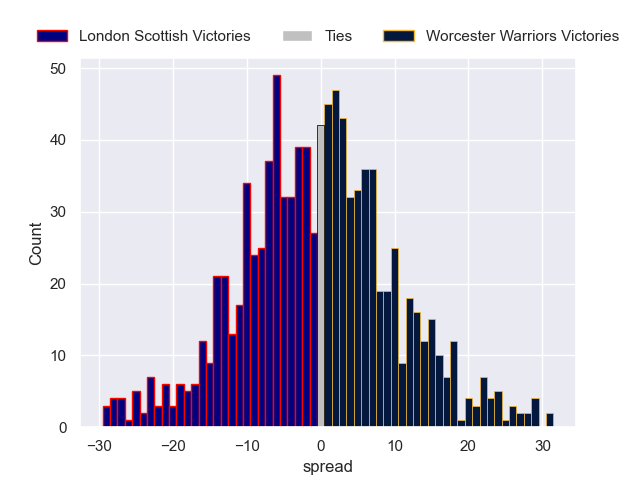 London Scottish Victories Ties Worcester Warriors Victories
50
40
30
20
10
0
Count
−30 −20 −10 0 10 20 30
spread